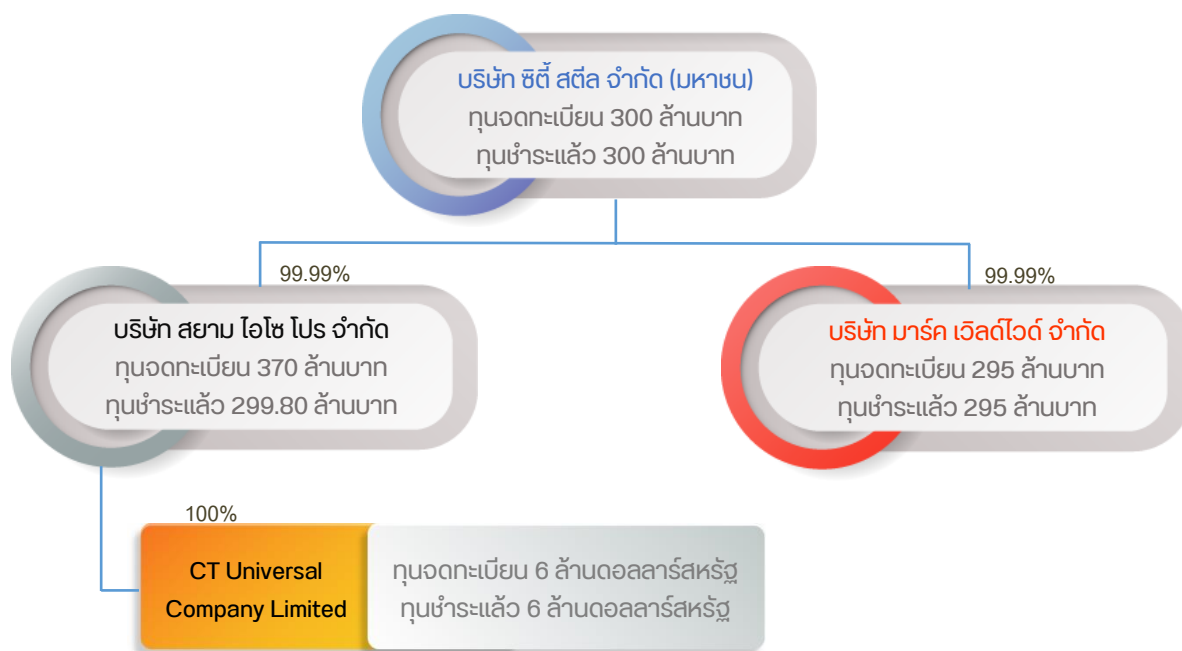 บริษัท ซิตี้ สตีล จำกัด (มหาชน)
ทุนจดทะเบียน 300 ล้านบาท
ทุนชำระแล้ว 300 ล้านบาท
99.99%
บริษัท สยาม ไอโซ โปร จำกัด
ทุนจดทะเบียน 370 ล้านบาท
ทุนชำระแล้ว 299.80 ล้านบาท
99.99%
บริษัท มาร์ค เวิลด์ไวด์ จำกัด
ทุนจดทะเบียน 295 ล้านบาท
ทุนชำระแล้ว 295 ล้านบาท
100%
CT Universal
Company Limited
ทุนจดทะเบียน 6 ล้านดอลลาร์สหรัฐ
ทุนชำระแล้ว 6 ล้านดอลลาร์สหรัฐ